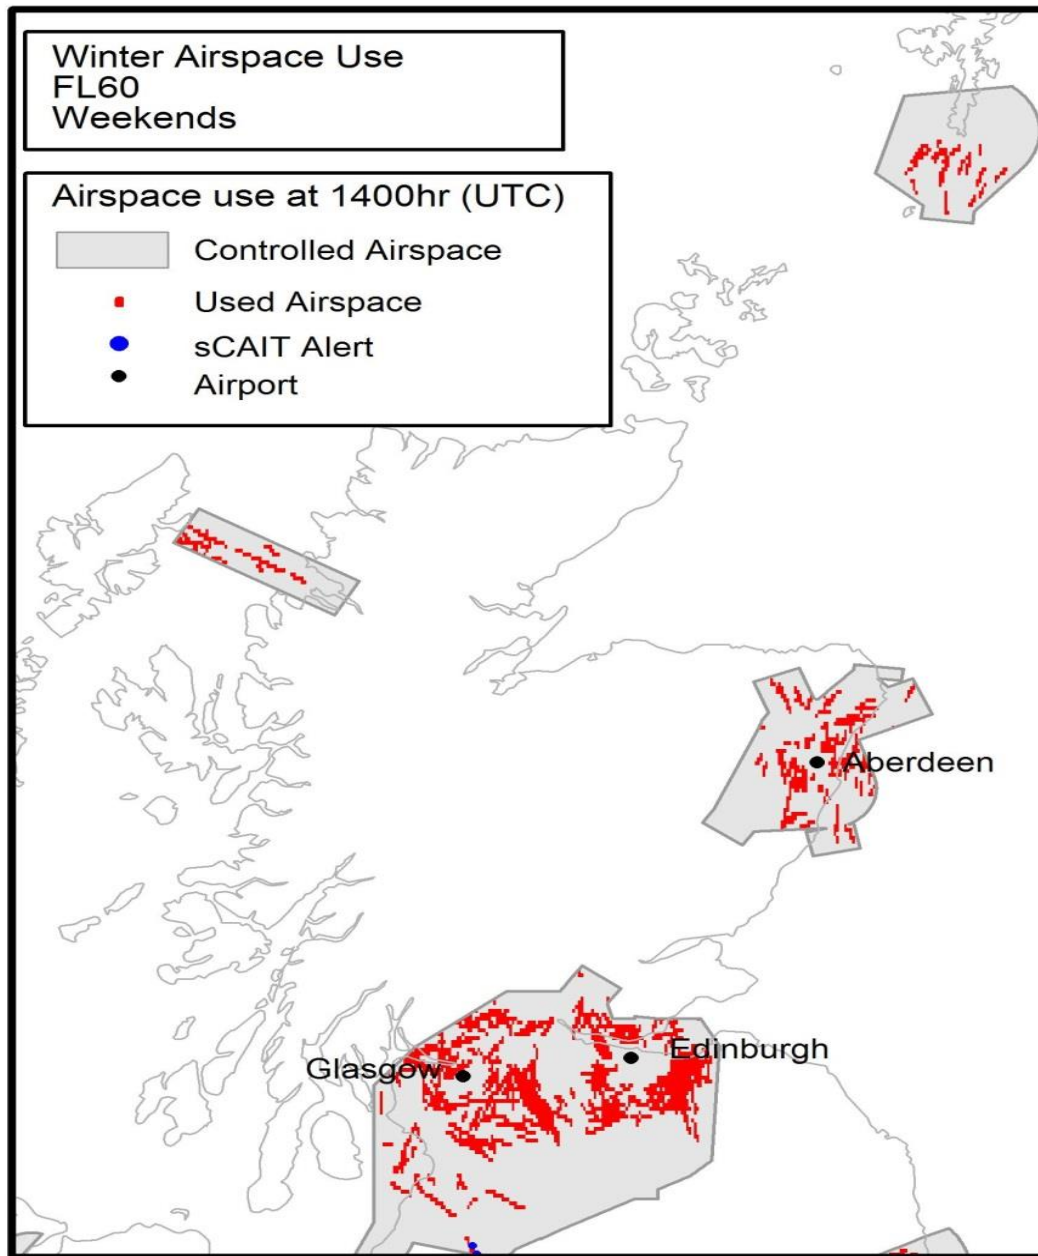 Winter Airspace Use
FL60
Weekends
Airspace use at 1400hr (UTC)
Controlled Airspace
Used Airspace
sCAIT Alert
Airport
Aberdeen
Edinburgh
Glasgow